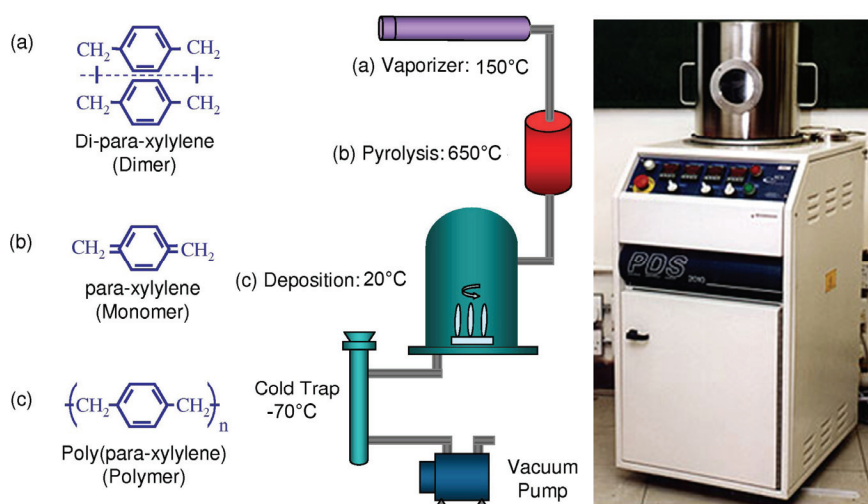 (a)
CH2 CH2
CH2 CH2
Di-para-xylylene
(Dimer)
(b)
CH2 CH2
para-xylylene
(Monomer)
(c)
(CH2 CH2)n
Poly(para-xylylene)
(Polymer)
(a) Vaporizer: 150°C
(b) Pyrolysis: 650°C
(c) Deposition: 20°C
Cold Trap
-70°C
Vacuum
Pump
PDS
2010